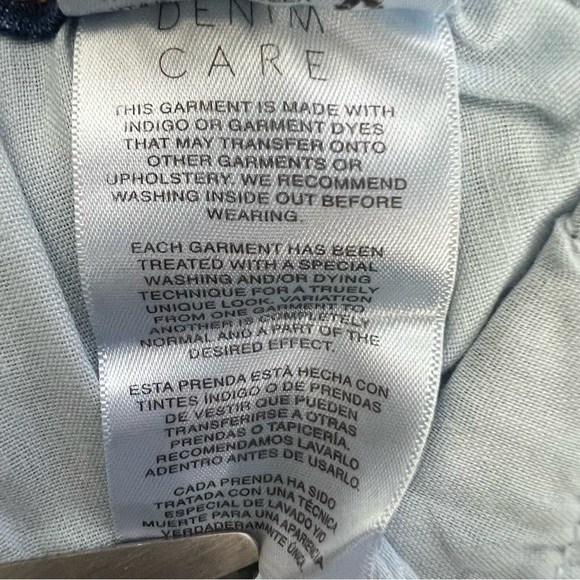 DENIM
CARE
THIS GARMENT IS MADE WITH
INDIGO OR GARMENT DYES
THAT MAY TRANSFER ONTO
OTHER GARMENTS OR
UPHOLSTERY. WE RECOMMEND
WASHING INSIDE OUT BEFORE
WEARING.
EACH GARMENT HAS BEEN
TREATED WITH A SPECIAL
WASHING AND/OR DYING
TECHNIQUE FOR A TRUELY
UNIQUE LOOK. VARIATION
FROM ONE GARMENT TO
ANOTHER IS COMPLETELY
NORMAL AND A PART OF THE
DESIRED EFFECT.
ESTA PRENDA ESTÁ HECHA CON
TINTES ÍNDIGO O DE PRENDAS
DE VESTIR QUE PUEDEN
TRANSFERIRSE A OTRAS
PRENDAS O TAPICERÍA.
RECOMENDAMOS LAVARLO
ADENTRO ANTES DE USARLO.
CADA PRENDA HA SIDO
TRATADA CON UNA TÉCNICA
ESPECIAL DE LAVADO Y/O
MUERTE PARA UNA APARIENCIA
VERDADERAMANTE ÚNICA.